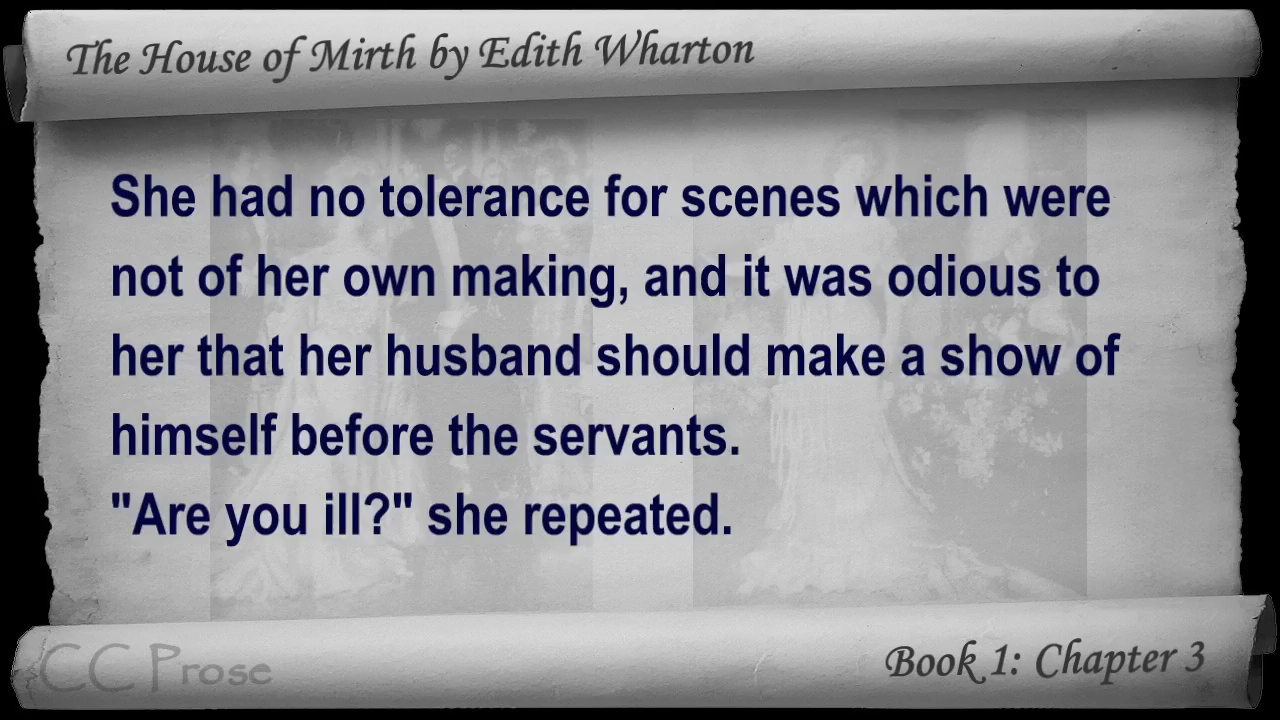 The House of Mirth by Edith Wharton
She had no tolerance for scenes which were
not of her own making, and it was odious to
her that her husband should make a show of
himself before the servants.
"Are you ill?" she repeated.
CC Prose
Book 1: Chapter 3